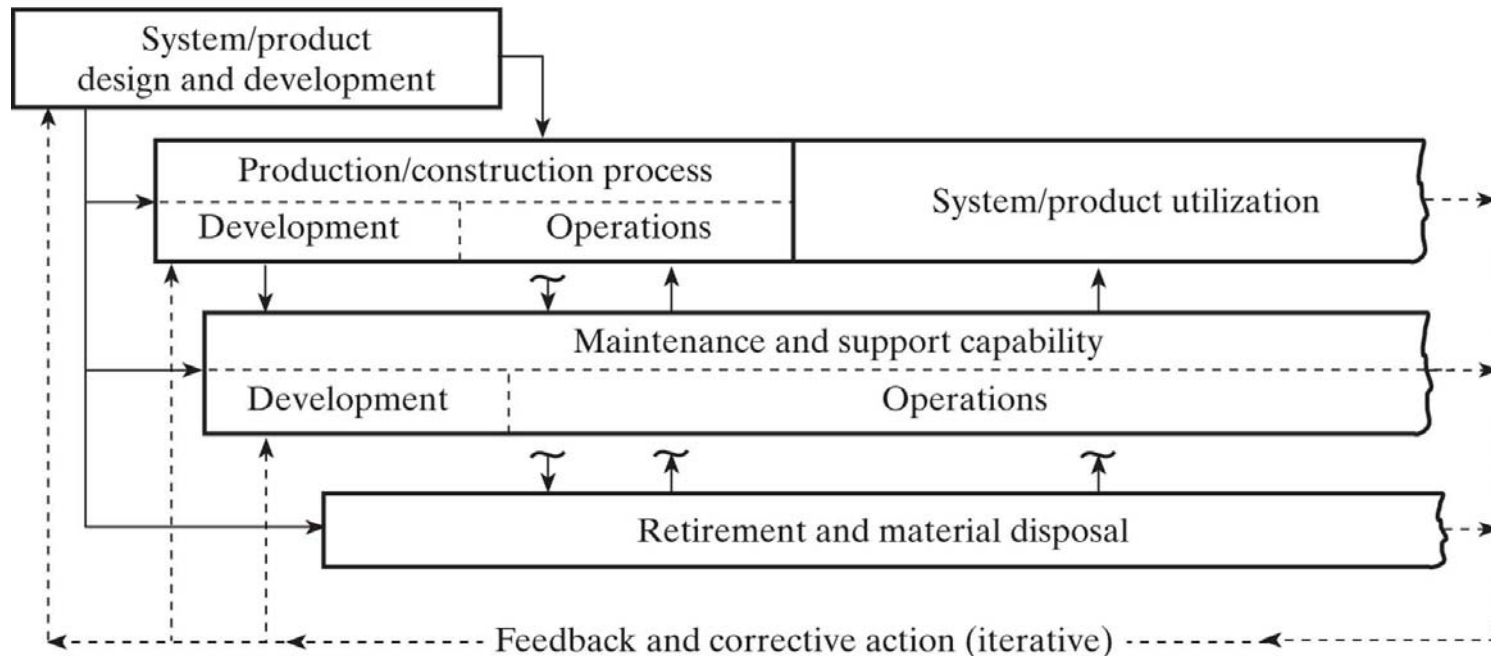 System/product
design and development
Production/construction process
System/product utilization
Development
Operations
Maintenance and support capability
Development
Operations
Retirement and material disposal
Feedback and corrective action (iterative)